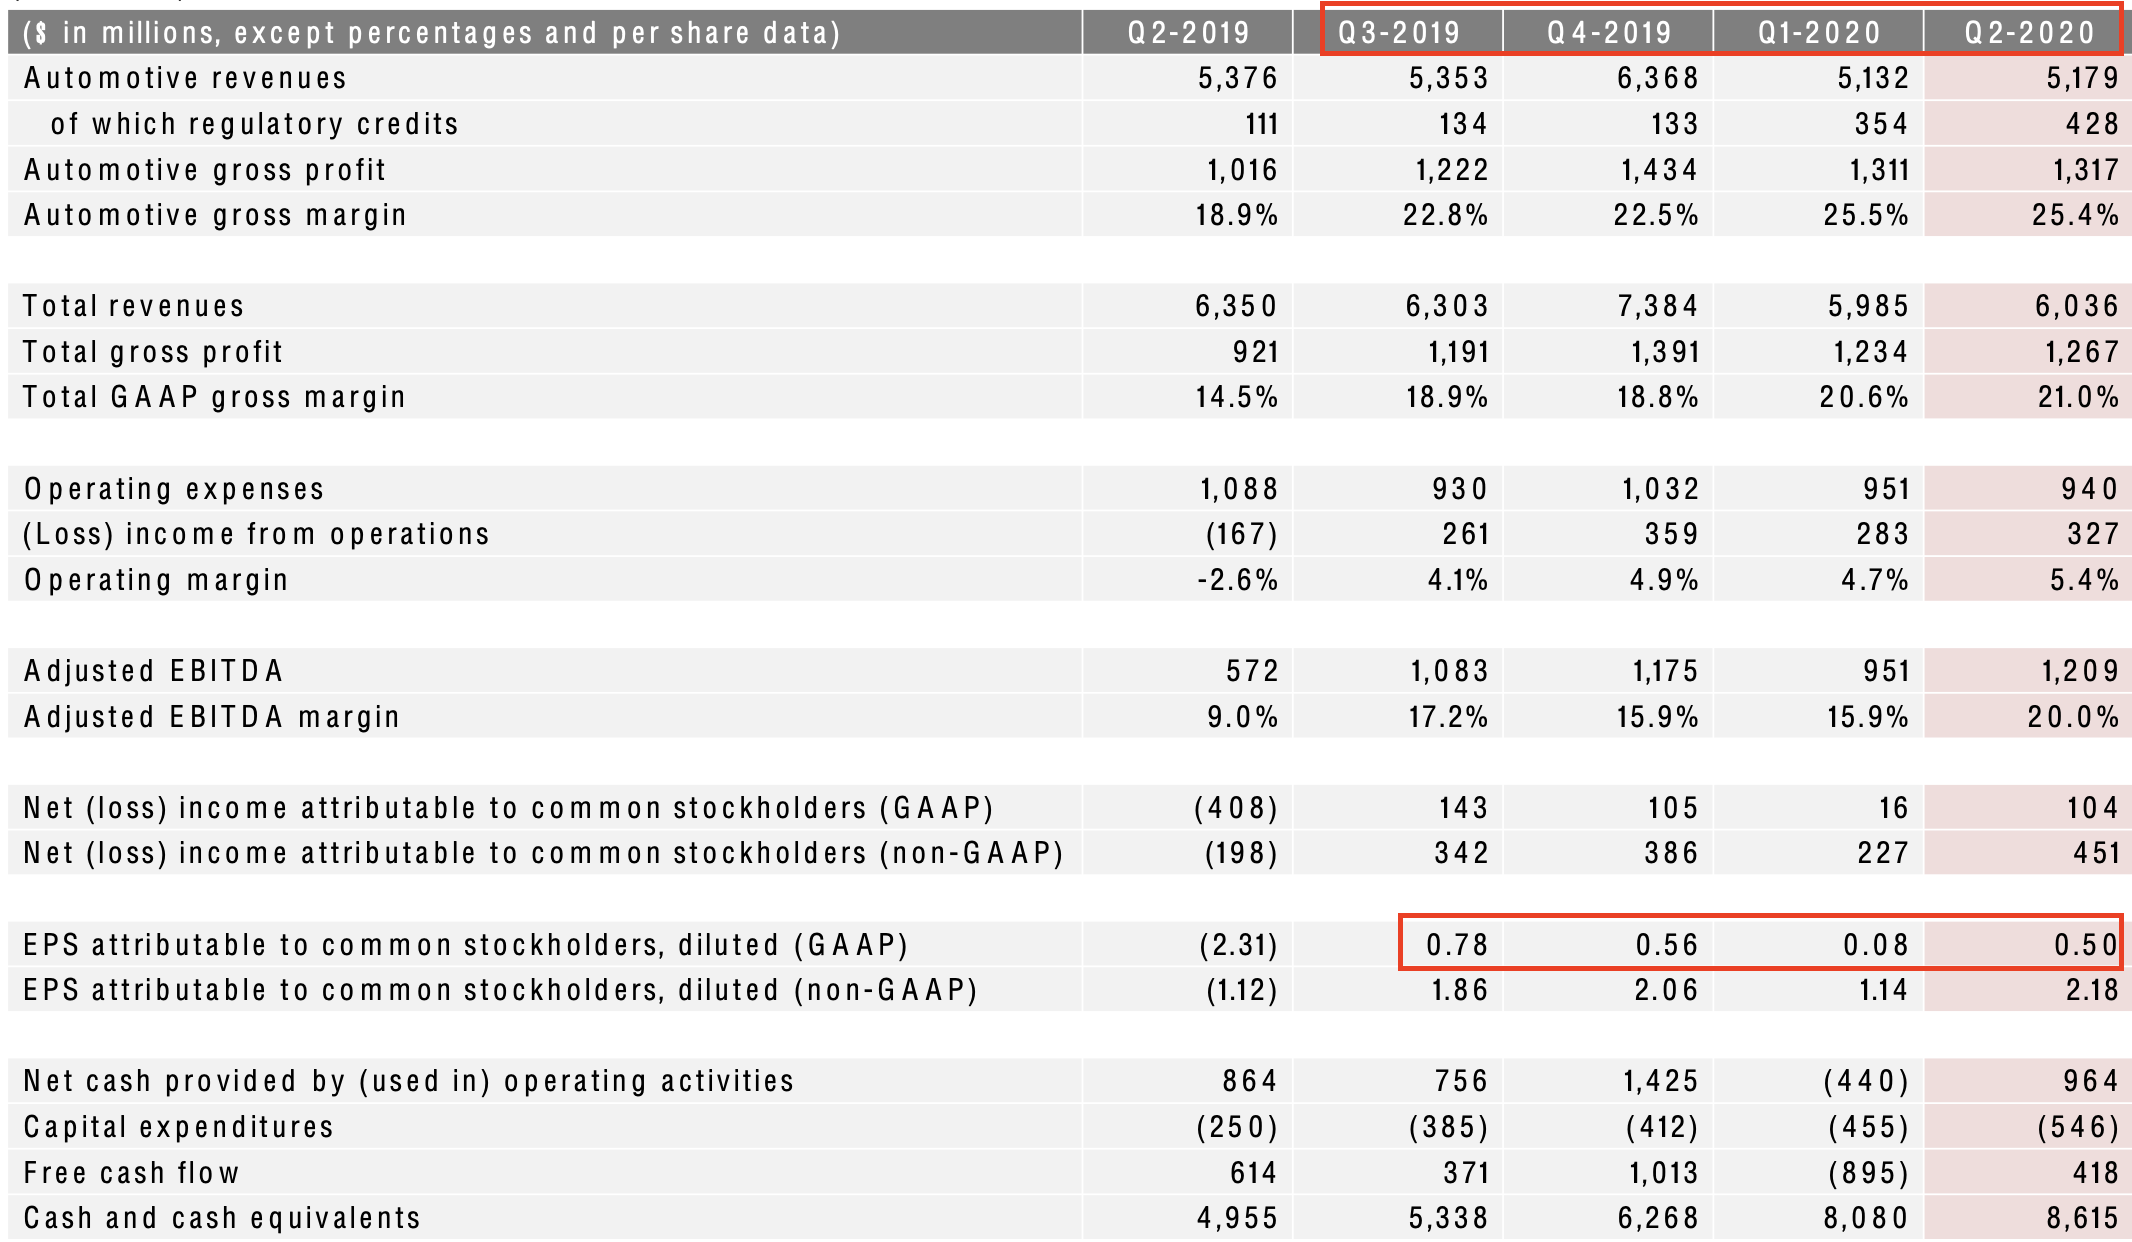 ($ in millions, except percentages and per share data) Q2-2019 Q3-2019 Q4-2019 Q1-2020 Q2-2020
Automotive revenues 5,376 5,353 6,368 5,132 5,179
of which regulatory credits 111 134 133 354 428
Automotive gross profit 1,016 1,222 1,434 1,311 1,317
Automotive gross margin 18.9% 22.8% 22.5% 25.5% 25.4%
Total revenues 6,350 6,303 7,384 5,985 6,036
Total gross profit 921 1,191 1,391 1,234 1,267
Total GAAP gross margin 14.5% 18.9% 18.8% 20.6% 21.0%
Operating expenses 1,088 930 1,032 951 940
(Loss) income from operations (167) 261 359 283 327
Operating margin -2.6% 4.1% 4.9% 4.7% 5.4%
Adjusted EBITDA 572 1,083 1,175 951 1,209
Adjusted EBITDA margin 9.0% 17.2% 15.9% 15.9% 20.0%
Net (loss) income attributable to common stockholders (GAAP) (408) 143 105 16 104
Net (loss) income attributable to common stockholders (non-GAAP) (198) 342 386 227 451
EPS attributable to common stockholders, diluted (GAAP) (2.31) 0.78 0.56 0.08 0.50
EPS attributable to common stockholders, diluted (non-GAAP) (1.12) 1.86 2.06 1.14 2.18
Net cash provided by (used in) operating activities 864 756 1,425 (440) 964
Capital expenditures (250) (385) (412) (455) (546)
Free cash flow 614 371 1,013 (895) 418
Cash and cash equivalents 4,955 5,338 6,268 8,080 8,615